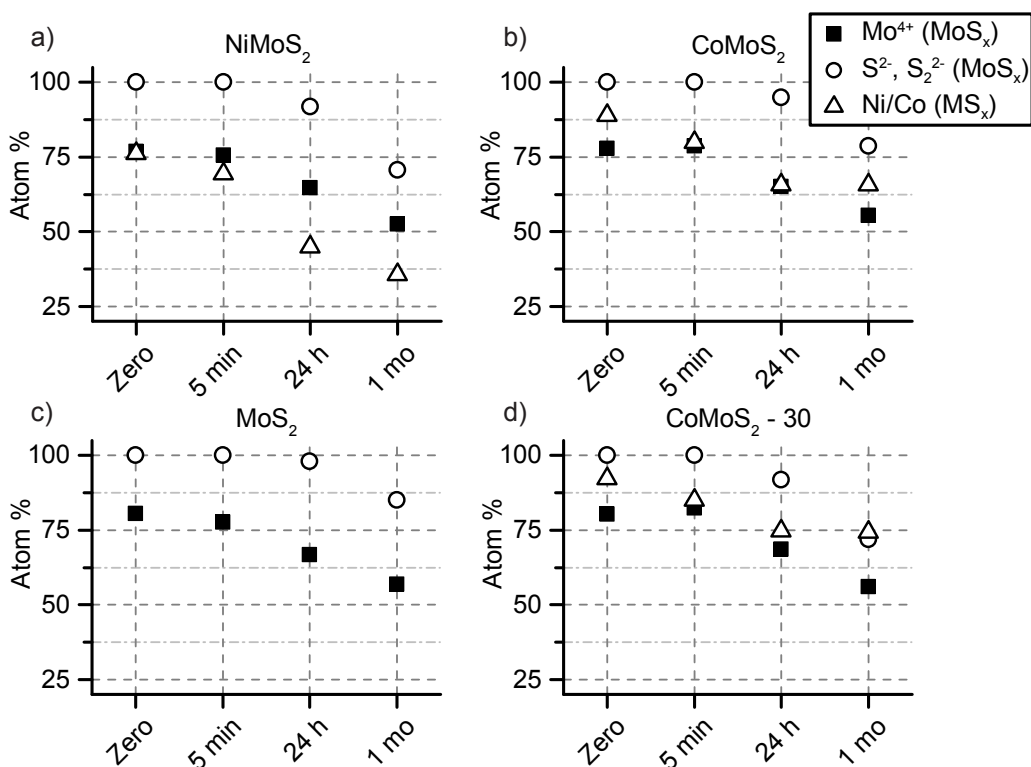 a)
NiMoS₂
Atom %
100
75
50
25
Zero
5 min
24 h
1 mo
b)
CoMoS₂
Atom %
100
75
50
25
Zero
5 min
24 h
1 mo
Mo⁴⁺ (MoSₓ)
S²⁻, S₂²⁻ (MoSₓ)
Ni/Co (MSₓ)
c)
MoS₂
Atom %
100
75
50
25
Zero
5 min
24 h
1 mo
d)
CoMoS₂ - 30
Atom %
100
75
50
25
Zero
5 min
24 h
1 mo